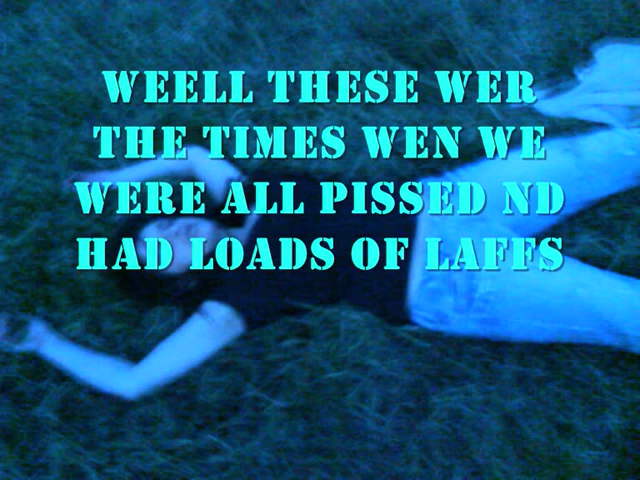 WEELL THESE WER
THE TIMES WEN WE
WERE ALL PISSED ND
HAD LOADS OF LAFFS